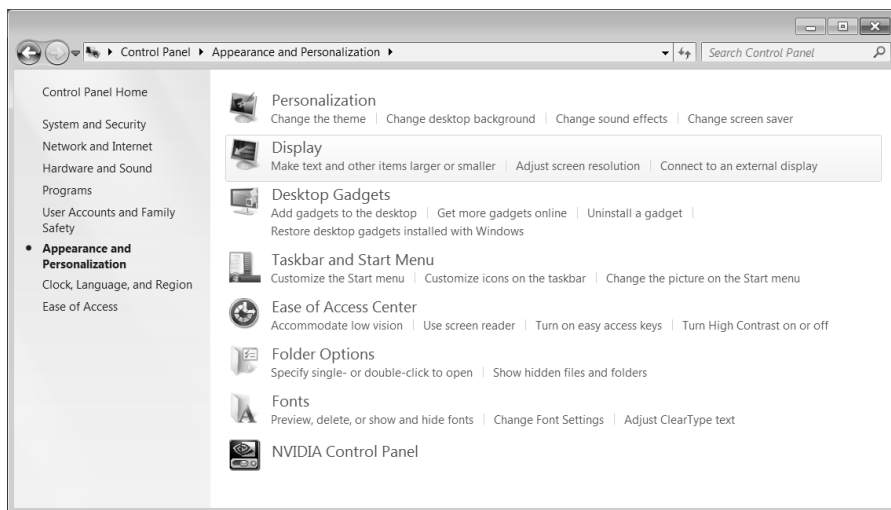 Control Panel Appearance and Personalization Search Control Panel
Control Panel Home
System and Security
Network and Internet
Hardware and Sound
Programs
User Accounts and Family
Safety
Appearance and
Personalization
Clock, Language, and Region
Ease of Access
Personalization
Change the theme Change desktop background Change sound effects Change screen saver
Display
Make text and other items larger or smaller Adjust screen resolution Connect to an external display
Desktop Gadgets
Add gadgets to the desktop Get more gadgets online Uninstall a gadget
Restore desktop gadgets installed with Windows
Taskbar and Start Menu
Customize the Start menu Customize icons on the taskbar Change the picture on the Start menu
Ease of Access Center
Accommodate low vision Use screen reader Turn on easy access keys Turn High Contrast on or off
Folder Options
Specify single- or double-click to open Show hidden files and folders
Fonts
Preview, delete, or show and hide fonts Change Font Settings Adjust ClearType text
NVIDIA Control Panel